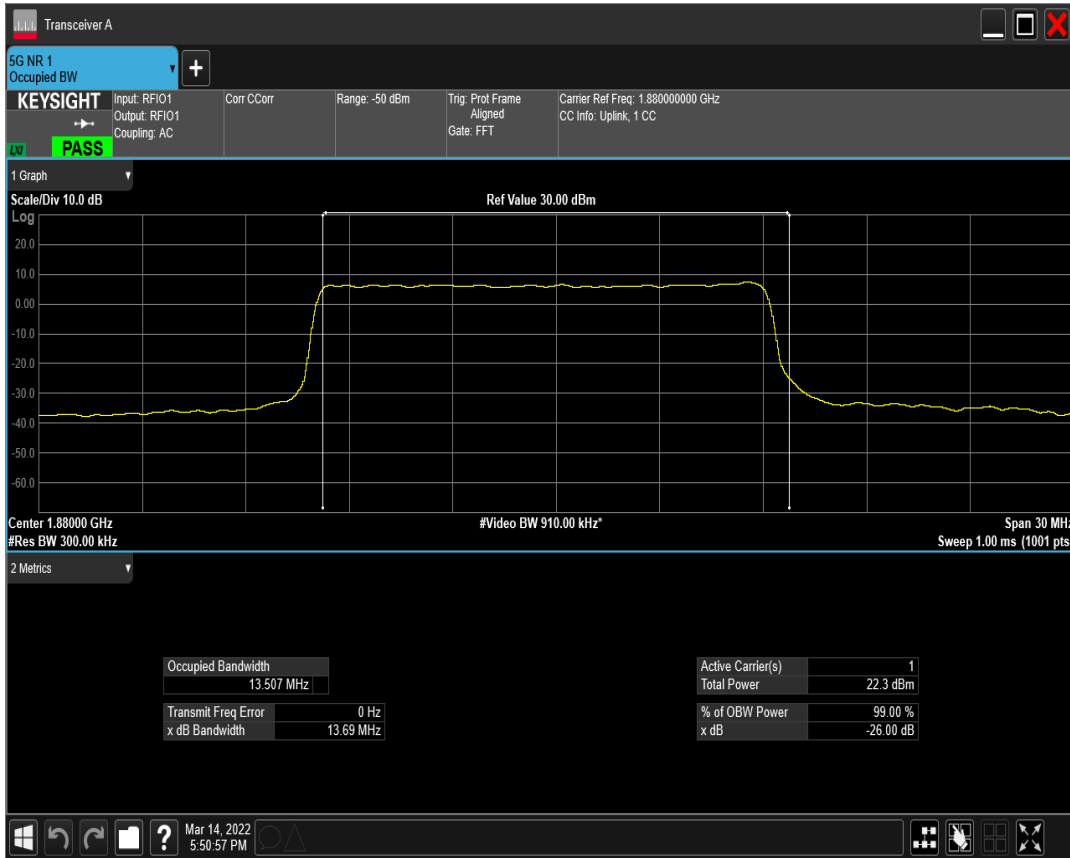 Transceiver A
5G NR 1
Occupied BW
KEYSIGHT
LXI
PASS
Input: RFIO1
Output: RFIO1
Coupling: AC
Corr CCorr
Range: -50 dBm
Trig: Prot Frame
Aligned
Gate: FFT
Carrier Ref Freq: 1.880000000 GHz
CC Info: Uplink, 1 CC
1 Graph
Scale/Div 10.0 dB
Ref Value 30.00 dBm
Log
20.0
10.0
0.00
-10.0
-20.0
-30.0
-40.0
-50.0
-60.0
Center 1.88000 GHz
#Video BW 910.00 kHz*
Span 30 MHz
#Res BW 300.00 kHz
Sweep 1.00 ms (1001 pts
2 Metrics
Occupied Bandwidth
13.507 MHz
Transmit Freq Error 0 Hz
x dB Bandwidth 13.69 MHz
Active Carrier(s) 1
Total Power 22.3 dBm
% of OBW Power 99.00 %
x dB -26.00 dB
?
Mar 14, 2022
5:50:57 PM